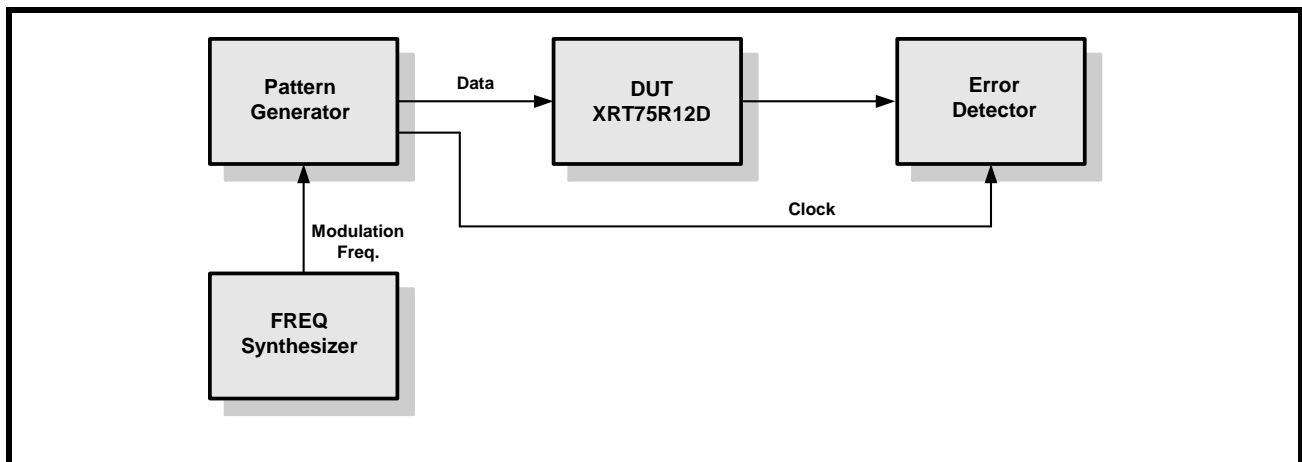 Pattern
Generator
Data
DUT
XRT75R12D
Error
Detector
Clock
Modulation
Freq.
FREQ
Synthesizer